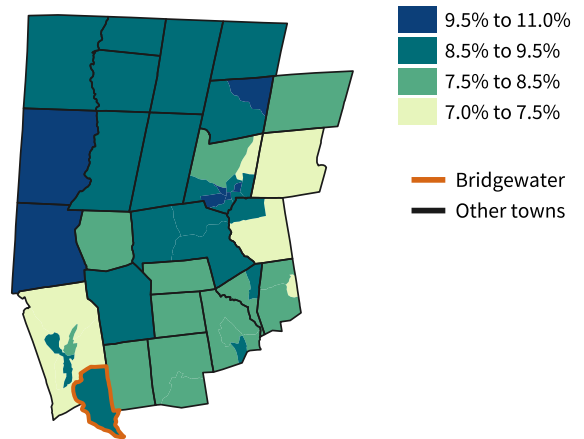 9.5% to 11.0%
8.5% to 9.5%
7.5% to 8.5%
7.0% to 7.5%
Bridgewater
Other towns